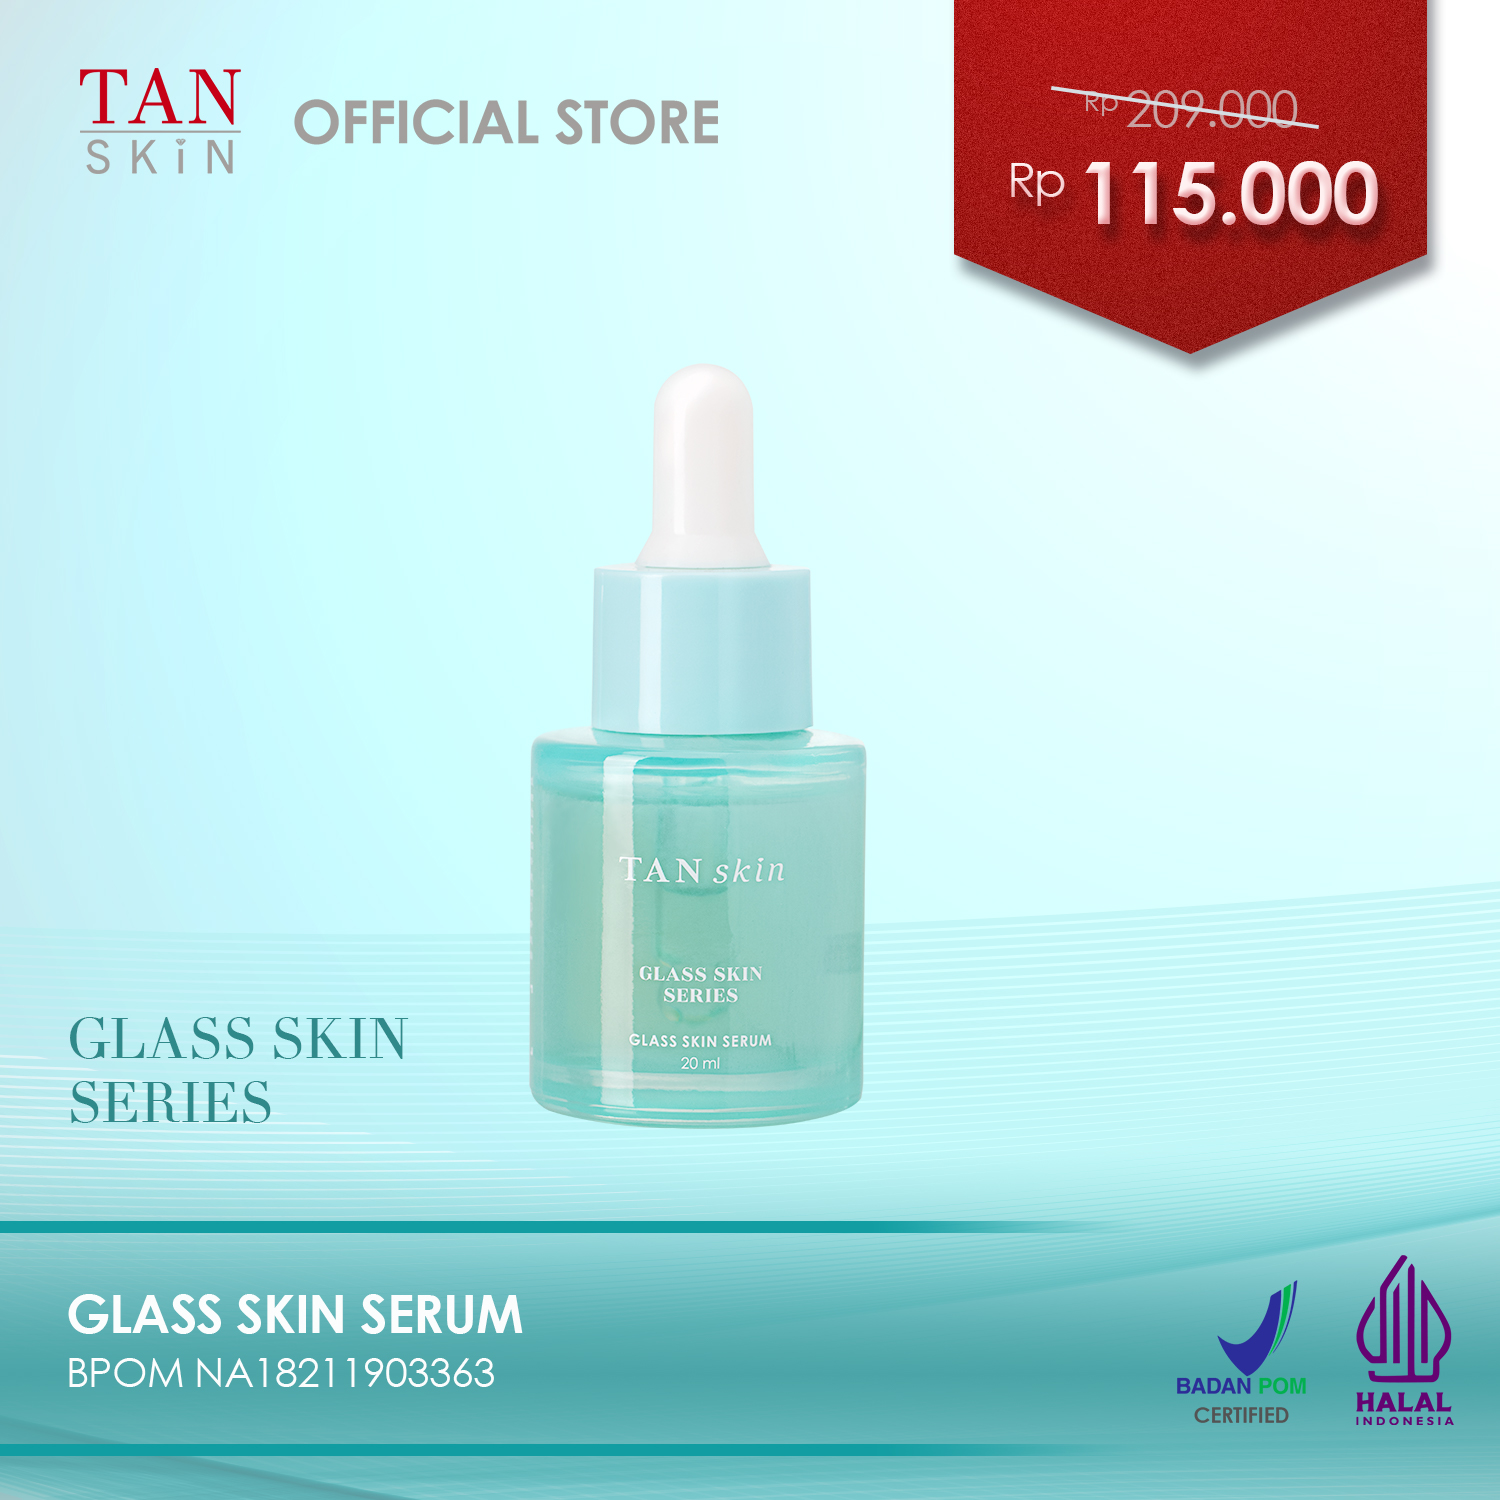 TAN
SKiN
OFFICIAL STORE
Rp 209.000
Rp 115.000
TAN skin
GLASS SKIN
SERIES
GLASS SKIN SERUM
20 ml
GLASS SKIN
SERIES
GLASS SKIN SERUM
BPOM NA18211903363
BADAN POM
CERTIFIED
HALAL
INDONESIA